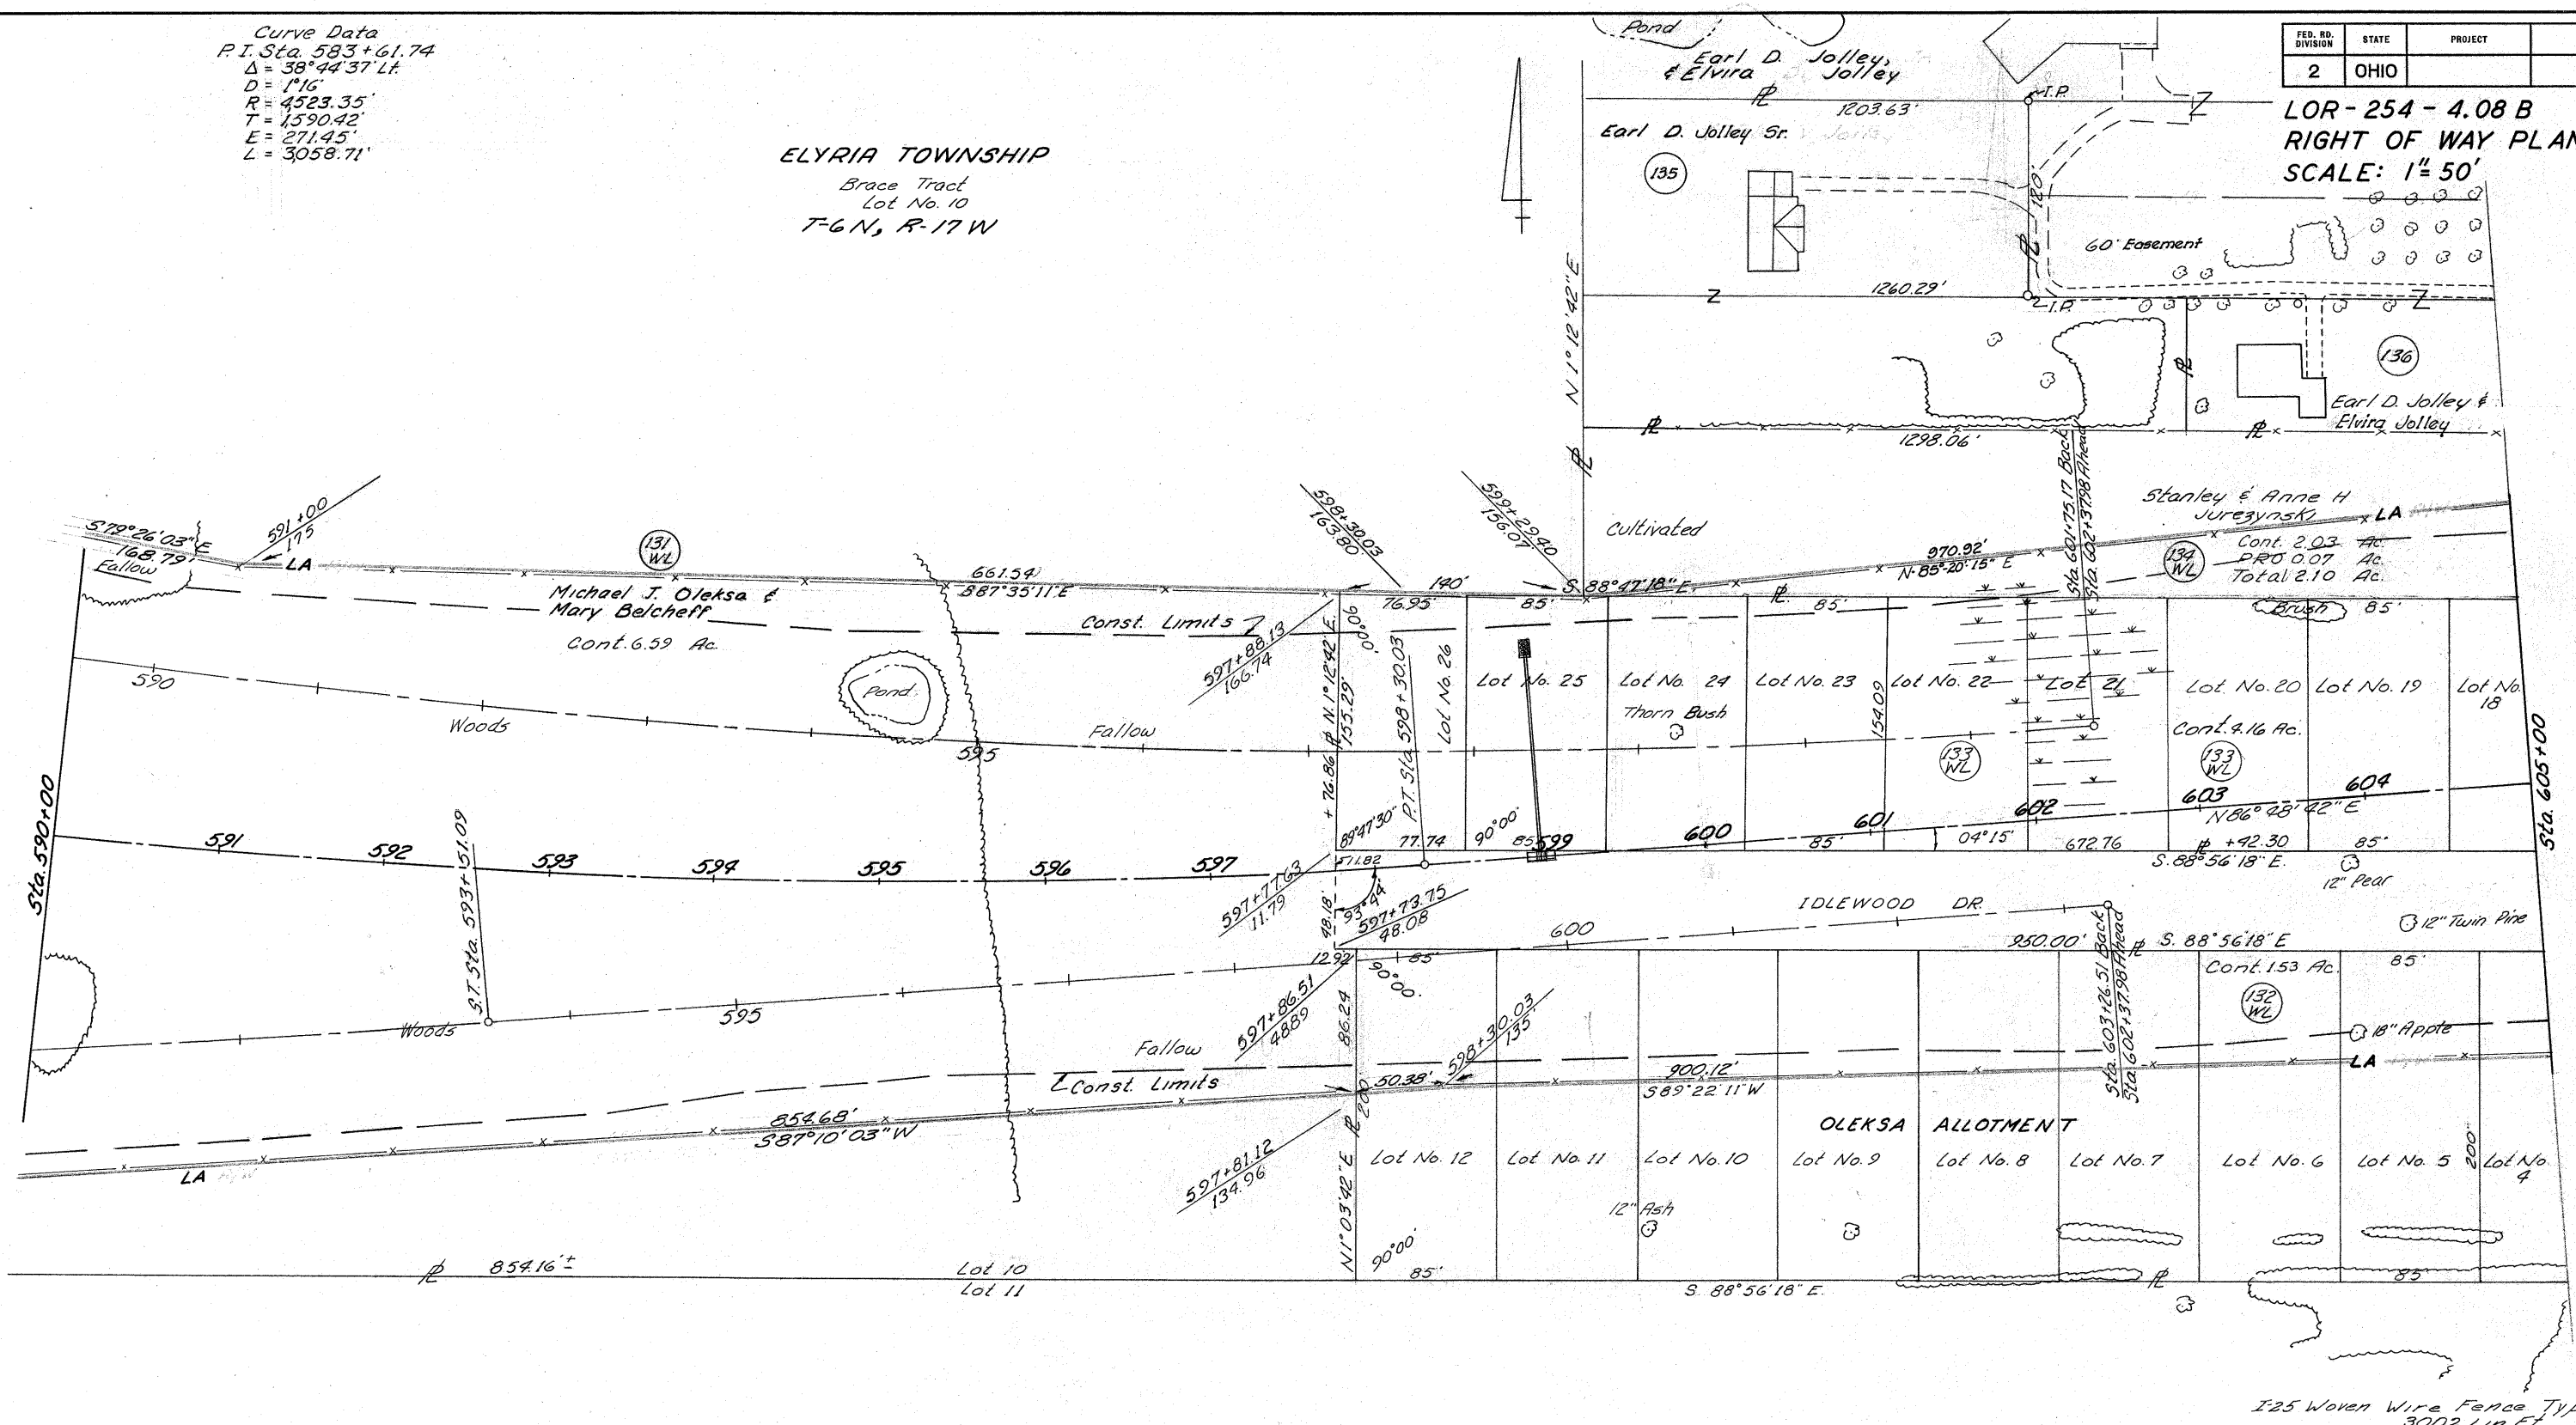 Curve Data
P.I. Sta. 583+61.74
Δ = 38°44'37" Lt.
D = 1°16'
R = 4,523.35'
T = 1,590.42'
E = 271.45'
L = 3,058.71'
ELYRIA TOWNSHIP
Brace Tract
Lot No. 10
T-6 N, R-17 W
Pond
Earl D. Jolley,
& Elvira Jolley
FED. RD. DIVISION STATE PROJECT
2 OHIO
LOR-254-4.08 B
RIGHT OF WAY PLAN
SCALE: 1"=50'
1203.63'
I.P.
Earl D. Jolley Sr.
135
120'
60' Easement
1260.29'
I.P.
N 1° 12' 42" E
136
Earl D. Jolley &
Elvira Jolley
1298.06'
S 79°26'03" E
168.79'
Fallow
591+00
175
LA
131
WL
Michael J. Oleksa &
Mary Belcheff
Cont. 6.59 Ac.
661.54'
S 87°35'11" E
Const. Limits
598+30.03
163.80
599+29.40
156.07
Cultivated
140'
S. 88°47'18" E.
76.95'
85'
970.92'
N-85°-20'-15" E
85'
Sta. 601+75.17 Back
Sta. 602+37.98 Ahead
Stanley & Anne H
Jurezynski
LA
134
WL
Cont. 2.03 Ac.
PRO 0.07 Ac.
Total 2.10 Ac.
Brush
85'
597+88.13
166.74
90°00'
+76.86 PL N. 1°12'42" E.
155.29'
P.T. Sta. 598+30.03
Lot No. 26
Lot No. 25
Lot No. 24
Lot No. 23
154.09
Lot No. 22
Lot 21
Lot No. 20
Lot No. 19
Lot No.
18
590
Woods
Pond
595
Fallow
Thorn Bush
133
WL
Cont. 4.16 Ac.
133
WL
Sta. 590+00
591
592
593
594
595
596
597
599
600
601
602
603
604
Sta. 605+00
N 86° 48' 42" E
S.T. Sta. 593+51.09
89°47'30"
77.74
90°00'
85'
85'
04°15'
672.76
PL +42.30
85'
S. 88°56'18" E.
12" Pear
597+77.63
11.79
48.18'
597+73.75
48.08
IDLEWOOD DR.
12" Twin Pine
600
950.00'
PL S. 88°56'18" E
Sta. 603+26.51 Back
Sta. 602+37.98 Ahead
12.92
85'
90°00'
Cont. 1.53 Ac.
85'
132
WL
597+86.51
48.89
86.24
Woods
595
Fallow
598+30.03
135'
18" Apple
LA
Const. Limits
50.38'
900.12'
S 89°22'11" W
854.68'
S 87°10'03" W
LA
200'
OLEKSA ALLOTMENT
597+81.12
134.96
N 1°03'42" E
Lot No. 12
Lot No. 11
Lot No. 10
Lot No. 9
Lot No. 8
Lot No. 7
Lot No. 6
Lot No. 5
200'
Lot No.
4
12" Ash
90°00'
85'
854.16'±
Lot 10
Lot 11
S. 88°56'18" E.
85'
I-25 Woven Wire Fence
3002 Lin. Ft.